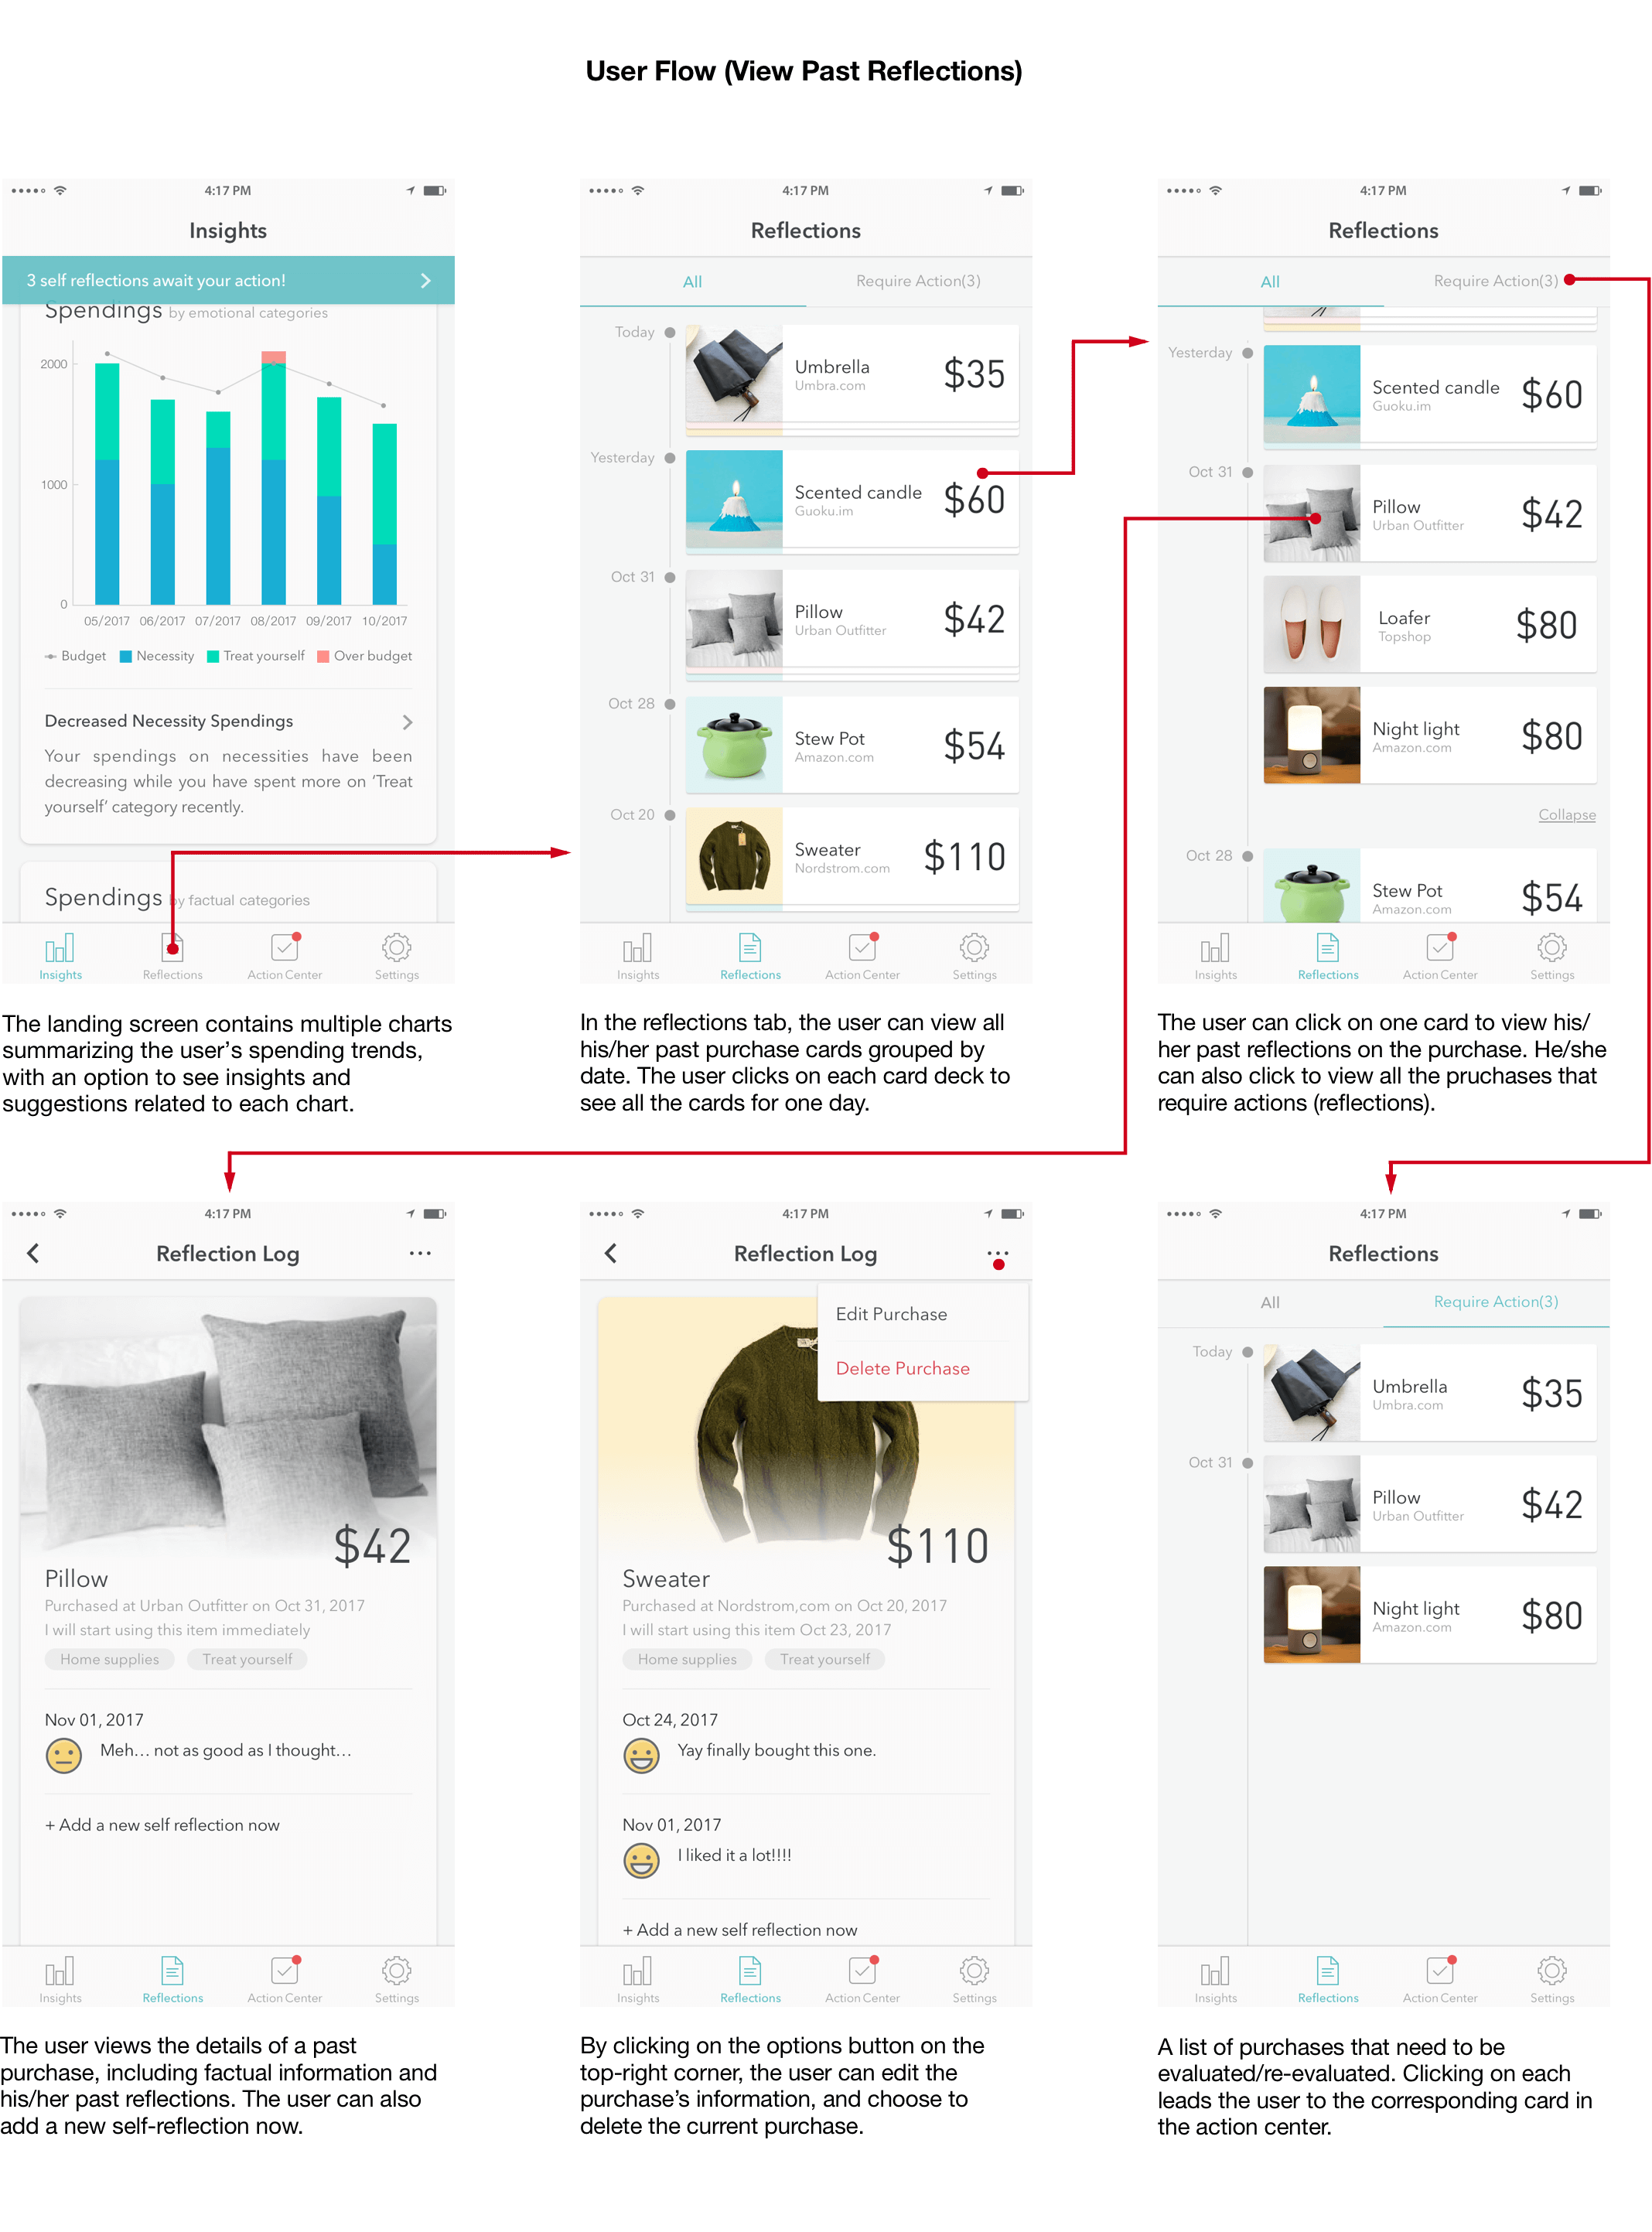 User Flow (View Past Reflections)
4:17 PM
Insights
3 self reflections await your action!
Spendings by emotional categories
2000
1000
0
05/2017 06/2017 07/2017 08/2017 09/2017 10/2017
Budget Necessity Treat yourself Over budget
Decreased Necessity Spendings
Your spendings on necessities have been
decreasing while you have spent more on ‘Treat
yourself’ category recently.
Spendings by factual categories
Insights Reflections Action Center Settings
The landing screen contains multiple charts
summarizing the user’s spending trends,
with an option to see insights and
suggestions related to each chart.
4:17 PM
Reflections
All Require Action(3)
Today
Umbrella
Umbra.com
$35
Yesterday
Scented candle
Guoku.im
$60
Oct 31
Pillow
Urban Outfitter
$42
Oct 28
Stew Pot
Amazon.com
$54
Oct 20
Sweater
Nordstrom.com
$110
Insights Reflections Action Center Settings
In the reflections tab, the user can view all
his/her past purchase cards grouped by
date. The user clicks on each card deck to
see all the cards for one day.
4:17 PM
Reflections
All Require Action(3)
Yesterday
Scented candle
Guoku.im
$60
Oct 31
Pillow
Urban Outfitter
$42
Loafer
Topshop
$80
Night light
Amazon.com
$80
Collapse
Oct 28
Stew Pot
Amazon.com
$54
Insights Reflections Action Center Settings
The user can click on one card to view his/
her past reflections on the purchase. He/she
can also click to view all the pruchases that
require actions (reflections).
4:17 PM
Reflection Log
$42
Pillow
Purchased at Urban Outfitter on Oct 31, 2017
I will start using this item immediately
Home supplies Treat yourself
Nov 01, 2017
Meh… not as good as I thought…
+ Add a new self reflection now
Insights Reflections Action Center Settings
The user views the details of a past
purchase, including factual information and
his/her past reflections. The user can also
add a new self-reflection now.
4:17 PM
Reflection Log
Edit Purchase
Delete Purchase
$110
Sweater
Purchased at Nordstrom,com on Oct 20, 2017
I will start using this item Oct 23, 2017
Home supplies Treat yourself
Oct 24, 2017
Yay finally bought this one.
Nov 01, 2017
I liked it a lot!!!!
+ Add a new self reflection now
Insights Reflections Action Center Settings
By clicking on the options button on the
top-right corner, the user can edit the
purchase’s information, and choose to
delete the current purchase.
4:17 PM
Reflections
All Require Action(3)
Today
Umbrella
Umbra.com
$35
Oct 31
Pillow
Urban Outfitter
$42
Night light
Amazon.com
$80
Insights Reflections Action Center Settings
A list of purchases that need to be
evaluated/re-evaluated. Clicking on each
leads the user to the corresponding card in
the action center.